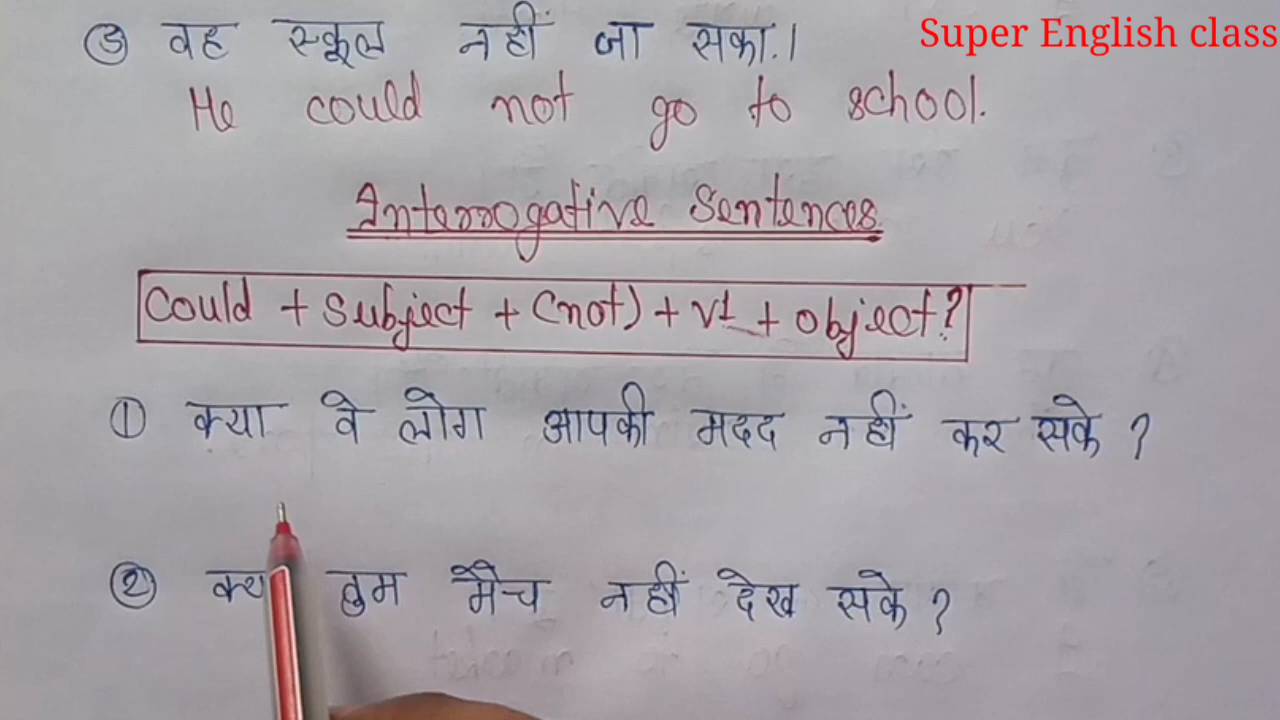 Super English class
③ वह स्कूल नहीं जा सका.।
He could not go to school.
Interrogative Sentences
Could + Subject + (not) + V1 + object?
① क्या वे लोग आपकी मदद नहीं कर सके ?
② तुम मैच नहीं देख सके ?